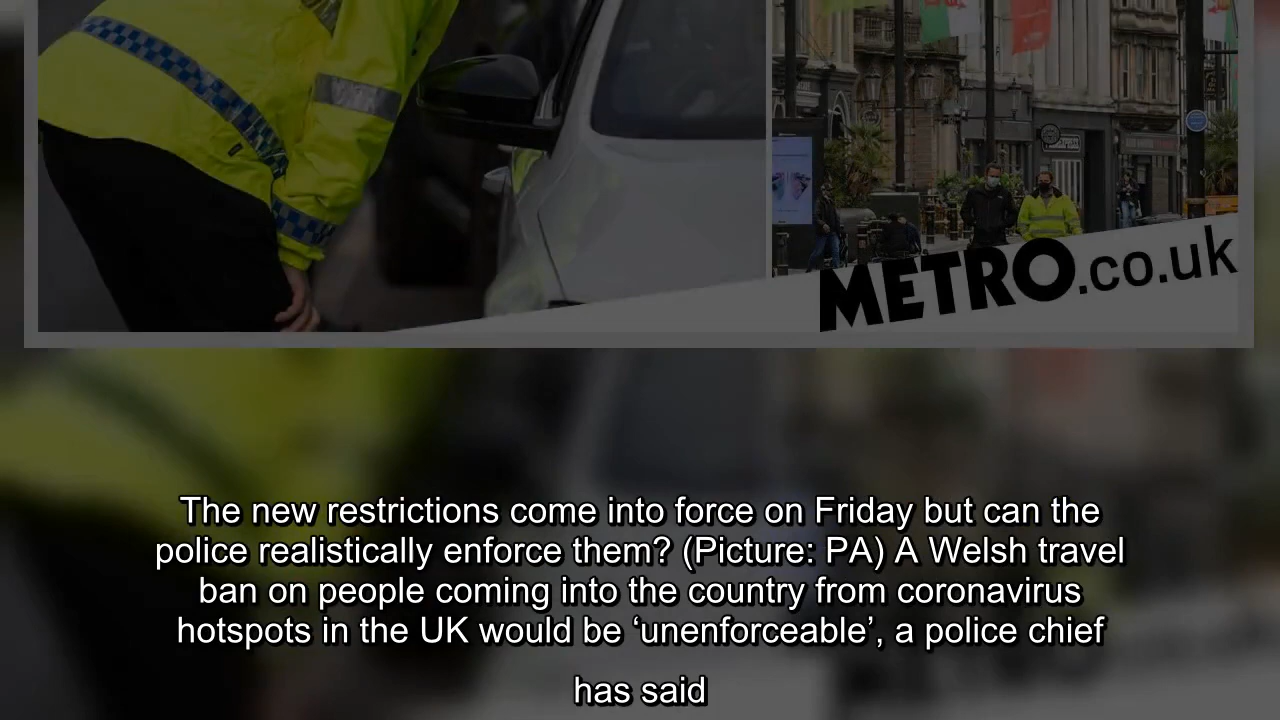 METRO.co.uk
The new restrictions come into force on Friday but can the
police realistically enforce them? (Picture: PA) A Welsh travel
ban on people coming into the country from coronavirus
hotspots in the UK would be ‘unenforceable’, a police chief
has said